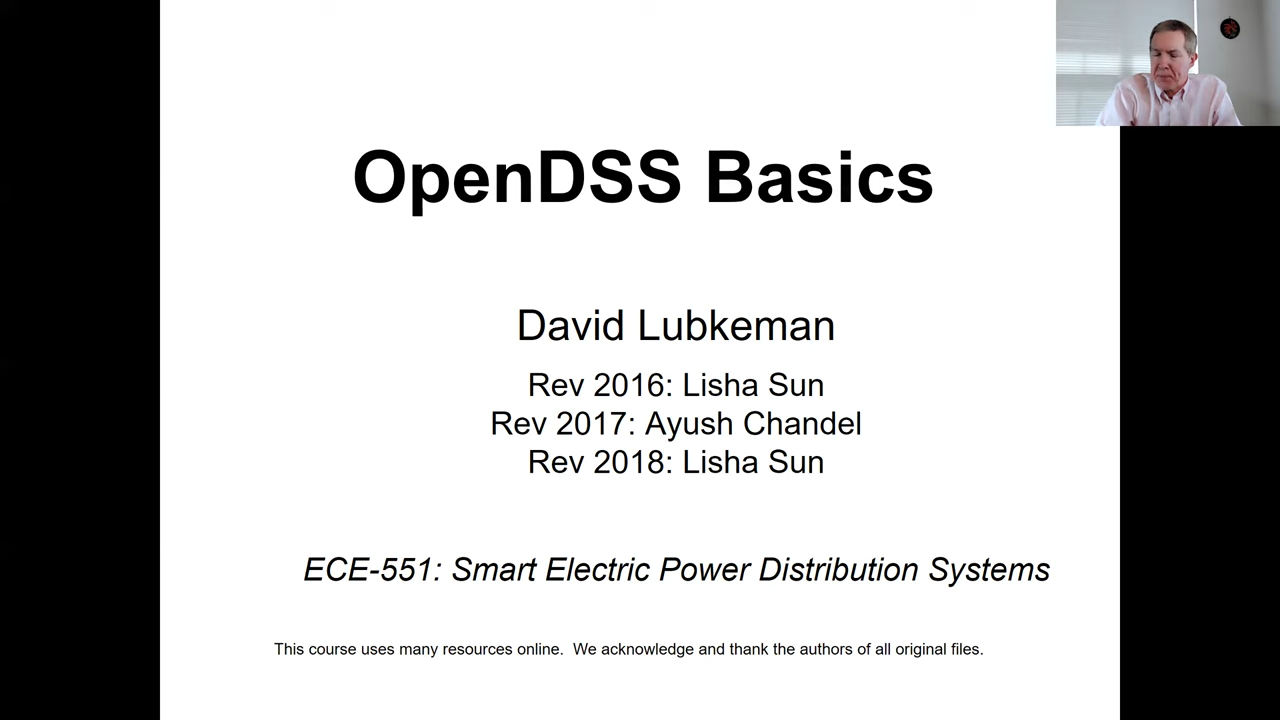 OpenDSS Basics
David Lubkeman
Rev 2016: Lisha Sun
Rev 2017: Ayush Chandel
Rev 2018: Lisha Sun
ECE-551: Smart Electric Power Distribution Systems
This course uses many resources online.  We acknowledge and thank the authors of all original files.